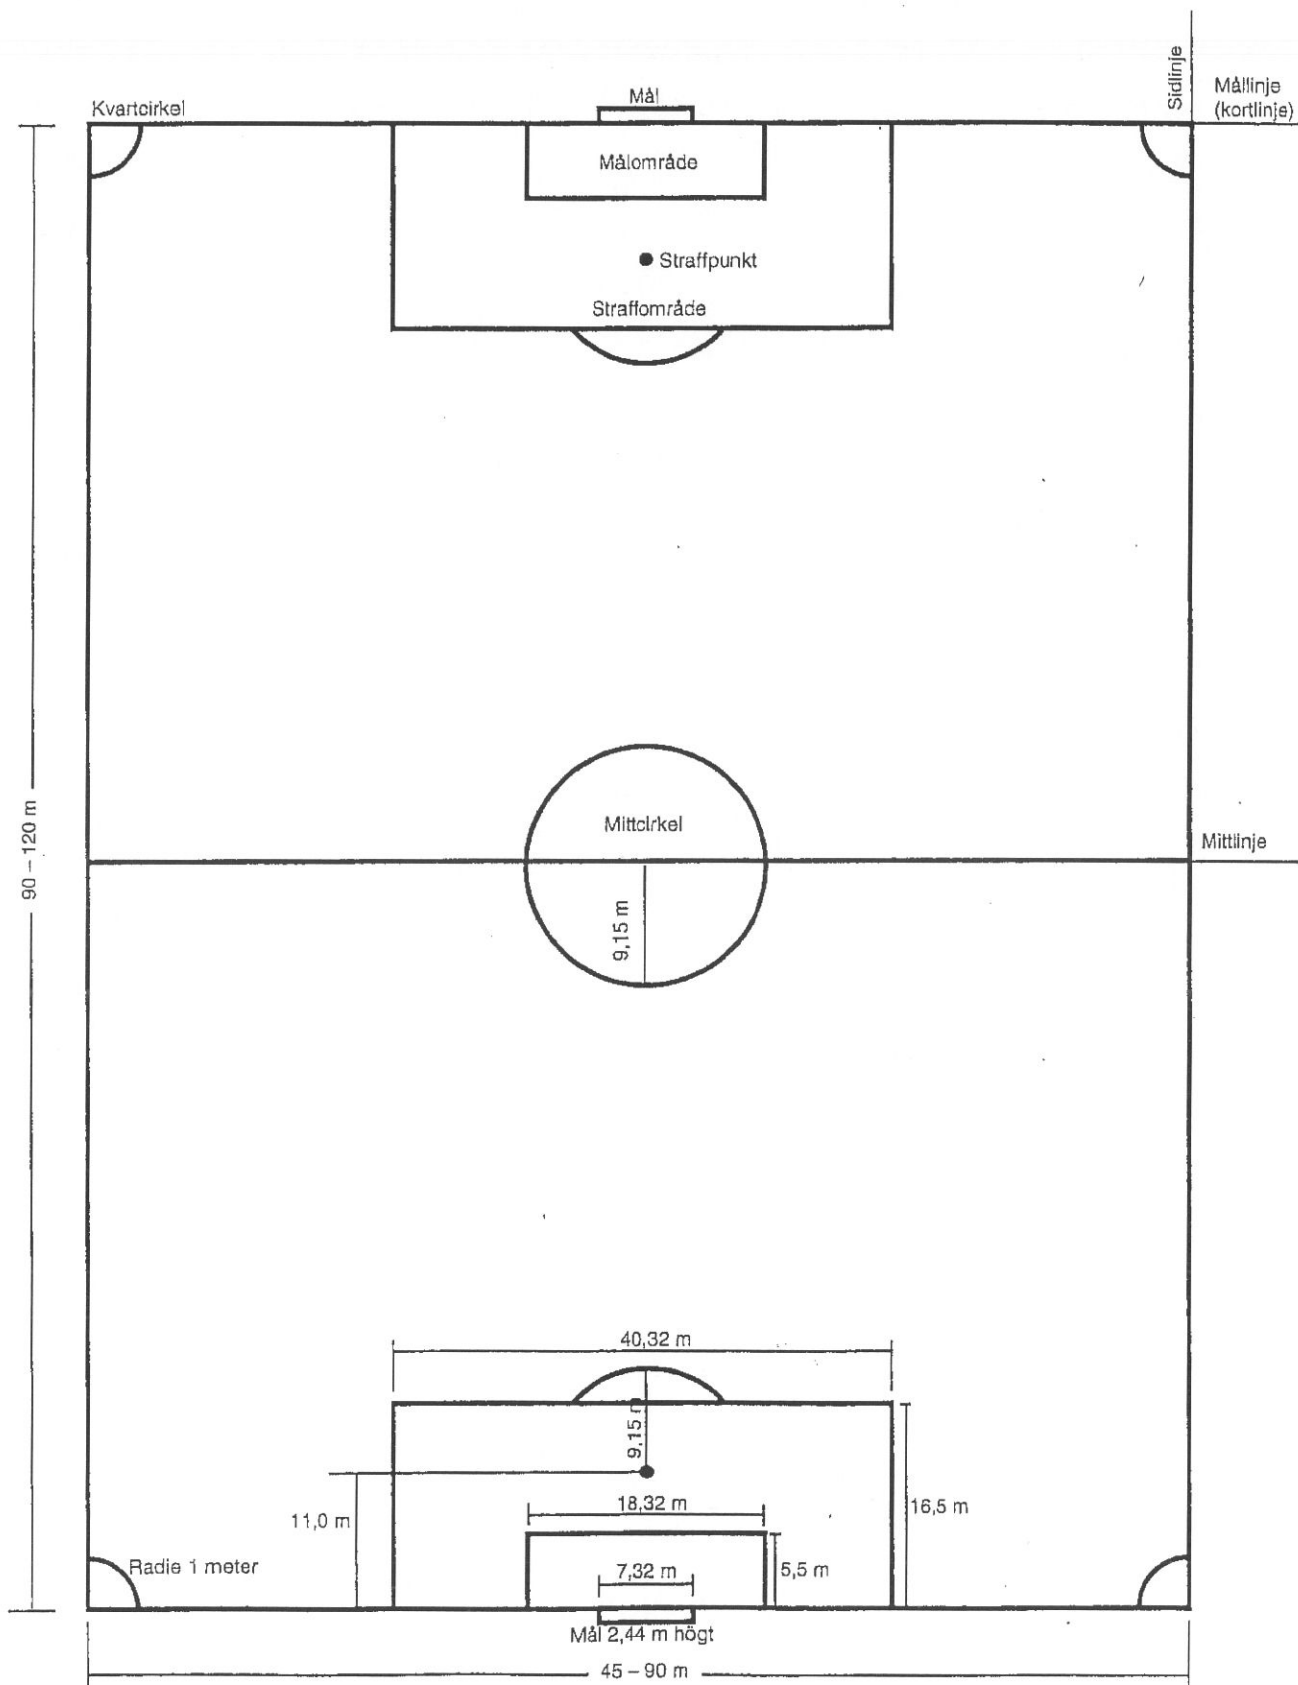 Sidlinje
Mållinje
(kortlinje)
Mål
Kvartcirkel
Målområde
Straffpunkt
Straffområde
90 – 120 m
Mittcirkel
Mittlinje
9,15 m
40,32 m
9,15 m
18,32 m
16,5 m
11,0 m
Radie 1 meter
7,32 m
5,5 m
Mål 2,44 m högt
45 – 90 m